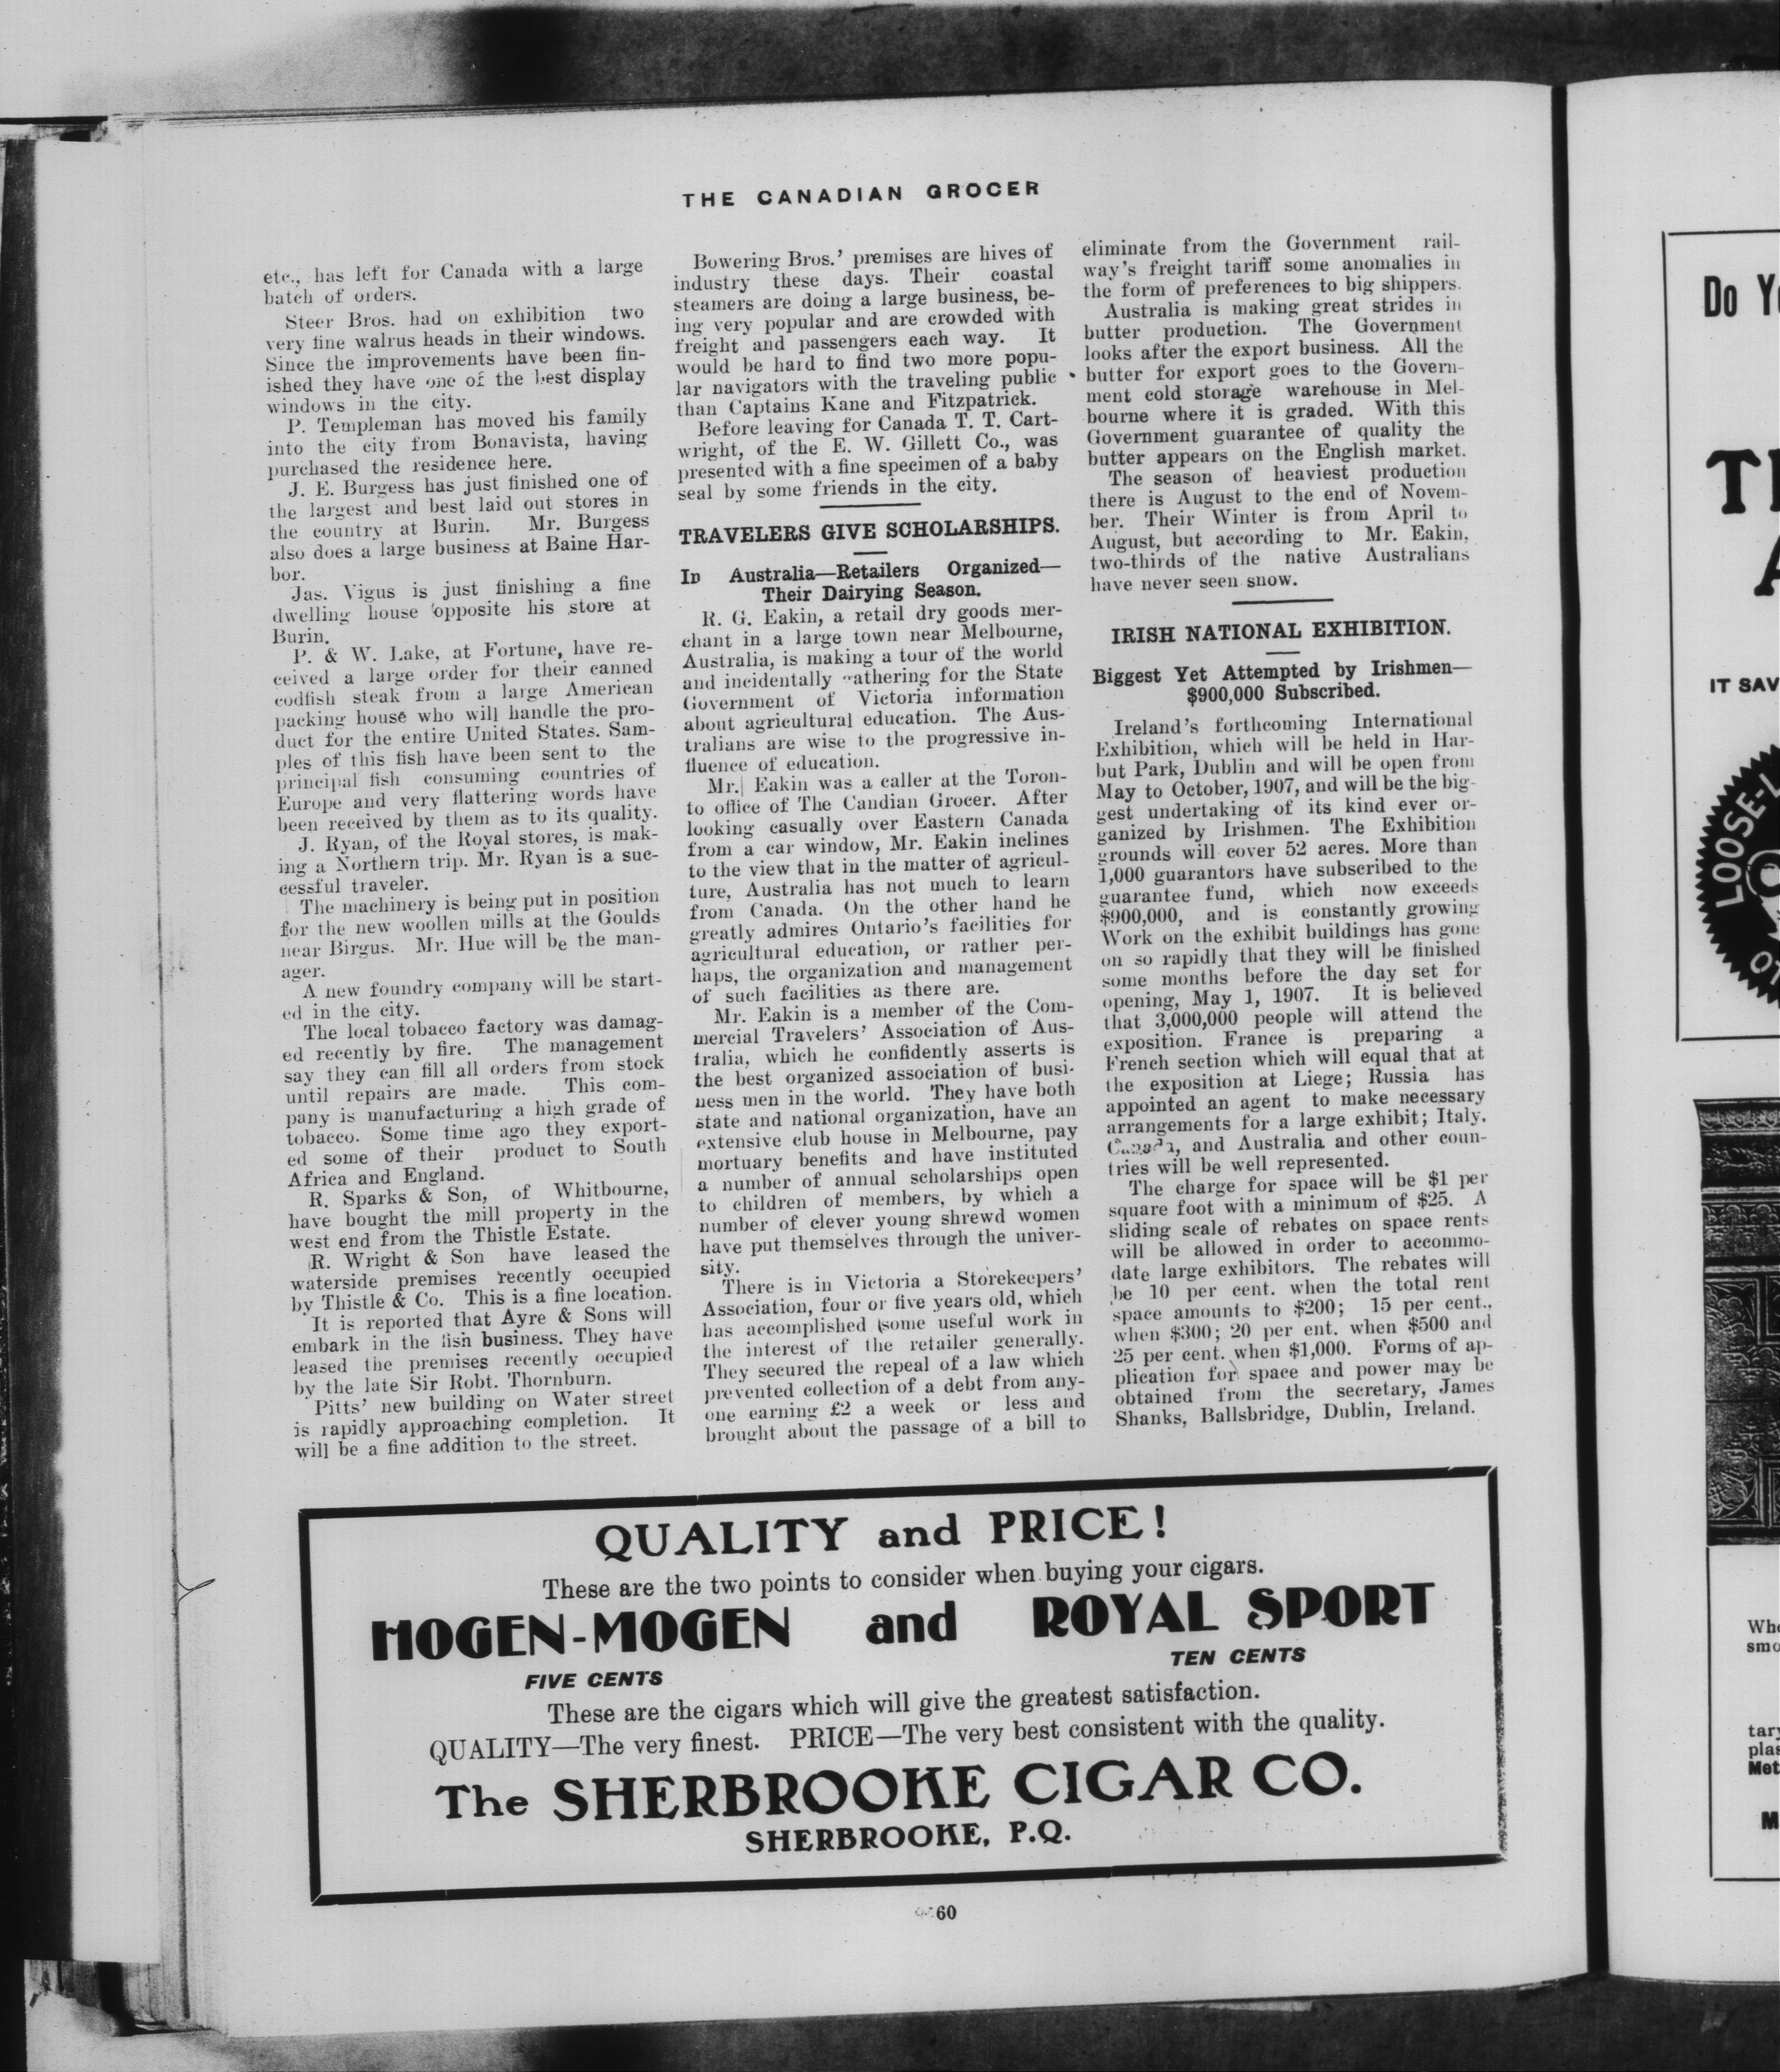 THE CANADIAN GROCER
etc., has left for Canada with a large
batch of orders.
Steer Bros. had on exhibition two
very fine walrus heads in their windows.
Since the improvements have been fin-
ished they have one of the best display
windows in the city.
P. Templeman has moved his family
into the city from Bonavista, having
purchased the residence here.
J. E. Burgess has just finished one of
the largest and best laid out stores in
the country at Burin. Mr. Burgess
also does a large business at Baine Har-
bor.
Jas. Vigus is just finishing a fine
dwelling house opposite his store at
Burin.
P. & W. Lake, at Fortune, have re-
ceived a large order for their canned
codfish steak from a large American
packing house who will handle the pro-
duct for the entire United States. Sam-
ples of this fish have been sent to the
principal fish consuming countries of
Europe and very flattering words have
been received by them as to its quality.
J. Ryan, of the Royal stores, is mak-
ing a Northern trip. Mr. Ryan is a suc-
cessful traveler.
The machinery is being put in position
for the new woollen mills at the Goulds
near Birgus. Mr. Hue will be the man-
ager.
A new foundry company will be start-
ed in the city.
The local tobacco factory was damag-
ed recently by fire. The management
say they can fill all orders from stock
until repairs are made. This com-
pany is manufacturing a high grade of
tobacco. Some time ago they export-
ed some of their product to South
Africa and England.
R. Sparks & Son, of Whitbourne,
have bought the mill property in the
west end from the Thistle Estate.
R. Wright & Son have leased the
waterside premises recently occupied
by Thistle & Co. This is a fine location.
It is reported that Ayre & Sons will
embark in the fish business. They have
leased the premises recently occupied
by the late Sir Robt. Thornburn.
Pitts' new building on Water street
is rapidly approaching completion. It
will be a fine addition to the street.
Bowering Bros.' premises are hives of
industry these days. Their coastal
steamers are doing a large business, be-
ing very popular and are crowded with
freight and passengers each way. It
would be hard to find two more popu-
lar navigators with the traveling public
than Captains Kane and Fitzpatrick.
Before leaving for Canada T. T. Cart-
wright, of the E. W. Gillett Co., was
presented with a fine specimen of a baby
seal by some friends in the city.
TRAVELERS GIVE SCHOLARSHIPS.
In Australia—Retailers Organized—
Their Dairying Season.
R. G. Eakin, a retail dry goods mer-
chant in a large town near Melbourne,
Australia, is making a tour of the world
and incidentally gathering for the State
Government of Victoria information
about agricultural education. The Aus-
tralians are wise to the progressive in-
fluence of education.
Mr. Eakin was a caller at the Toron-
to office of The Candian Grocer. After
looking casually over Eastern Canada
from a car window, Mr. Eakin inclines
to the view that in the matter of agricul-
ture, Australia has not much to learn
from Canada. On the other hand he
greatly admires Ontario's facilities for
agricultural education, or rather per-
haps, the organization and management
of such facilities as there are.
Mr. Eakin is a member of the Com-
mercial Travelers' Association of Aus-
tralia, which he confidently asserts is
the best organized association of busi-
ness men in the world. They have both
state and national organization, have an
extensive club house in Melbourne, pay
mortuary benefits and have instituted
a number of annual scholarships open
to children of members, by which a
number of clever young shrewd women
have put themselves through the univer-
sity.
There is in Victoria a Storekeepers'
Association, four or five years old, which
has accomplished some useful work in
the interest of the retailer generally.
They secured the repeal of a law which
prevented collection of a debt from any-
one earning £2 a week or less and
brought about the passage of a bill to
eliminate from the Government rail-
way's freight tariff some anomalies in
the form of preferences to big shippers.
Australia is making great strides in
butter production. The Government
looks after the export business. All the
butter for export goes to the Govern-
ment cold storage warehouse in Mel-
bourne where it is graded. With this
Government guarantee of quality the
butter appears on the English market.
The season of heaviest production
there is August to the end of Novem-
ber. Their Winter is from April to
August, but according to Mr. Eakin,
two-thirds of the native Australians
have never seen snow.
IRISH NATIONAL EXHIBITION.
Biggest Yet Attempted by Irishmen—
$900,000 Subscribed.
Ireland's forthcoming International
Exhibition, which will be held in Har-
but Park, Dublin and will be open from
May to October, 1907, and will be the big-
gest undertaking of its kind ever or-
ganized by Irishmen. The Exhibition
grounds will cover 52 acres. More than
1,000 guarantors have subscribed to the
guarantee fund, which now exceeds
$900,000, and is constantly growing
Work on the exhibit buildings has gone
on so rapidly that they will be finished
some months before the day set for
opening, May 1, 1907. It is believed
that 3,000,000 people will attend the
exposition. France is preparing a
French section which will equal that at
the exposition at Liege; Russia has
appointed an agent to make necessary
arrangements for a large exhibit; Italy,
Canada, and Australia and other coun-
tries will be well represented.
The charge for space will be $1 per
square foot with a minimum of $25. A
sliding scale of rebates on space rents
will be allowed in order to accommo-
date large exhibitors. The rebates will
be 10 per cent. when the total rent
space amounts to $200; 15 per cent.,
when $300; 20 per ent. when $500 and
25 per cent. when $1,000. Forms of ap-
plication for space and power may be
obtained from the secretary, James
Shanks, Ballsbridge, Dublin, Ireland.
QUALITY and PRICE!
These are the two points to consider when buying your cigars.
HOGEN-MOGEN and ROYAL SPORT
FIVE CENTS TEN CENTS
These are the cigars which will give the greatest satisfaction.
QUALITY—The very finest. PRICE—The very best consistent with the quality.
The SHERBROOKE CIGAR CO.
SHERBROOKE, P.Q.
60
Do
IT SAV
LOOSE-L
Whe
smo
tary
plas
Met
M